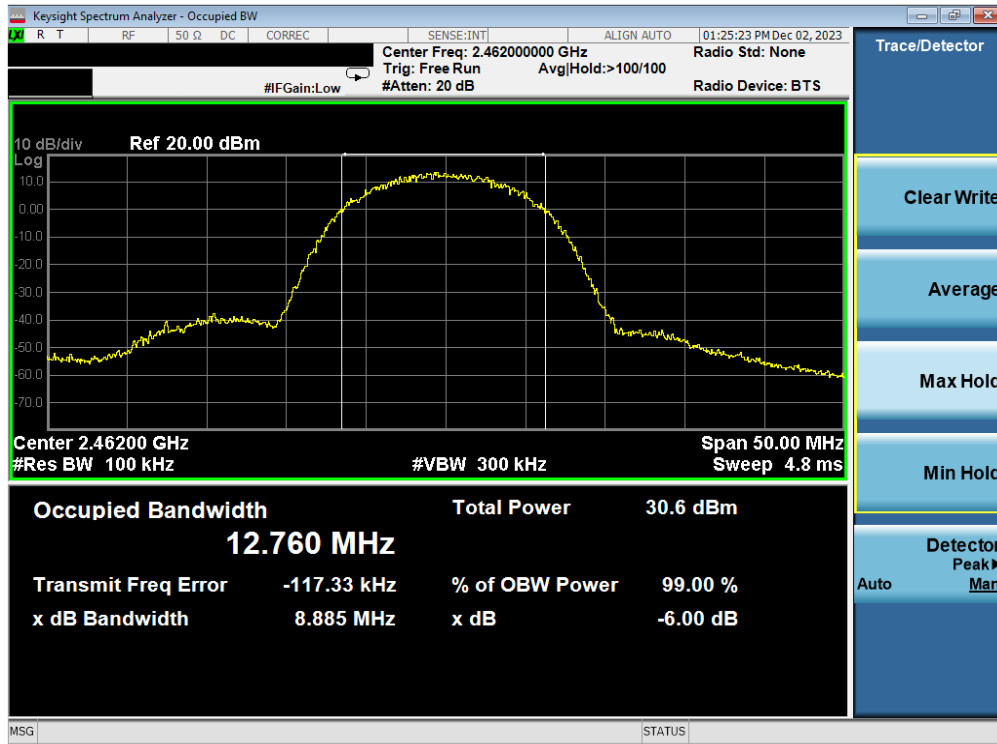 Keysight Spectrum Analyzer - Occupied BW
LXI R T RF 50 Ω DC CORREC SENSE:INT ALIGN AUTO 01:25:23 PM Dec 02, 2023
Center Freq: 2.462000000 GHz Radio Std: None
Trig: Free Run Avg|Hold:>100/100
#IFGain:Low #Atten: 20 dB Radio Device: BTS
Trace/Detector
10 dB/div Ref 20.00 dBm
Log
10.0
0.00
-10.0
-20.0
-30.0
-40.0
-50.0
-60.0
-70.0
Center 2.46200 GHz Span 50.00 MHz
#Res BW 100 kHz #VBW 300 kHz Sweep 4.8 ms
Occupied Bandwidth Total Power 30.6 dBm
12.760 MHz
Transmit Freq Error -117.33 kHz % of OBW Power 99.00 %
x dB Bandwidth 8.885 MHz x dB -6.00 dB
Clear Write
Average
Max Hold
Min Hold
Detector
Peak▶
Auto Man
MSG STATUS